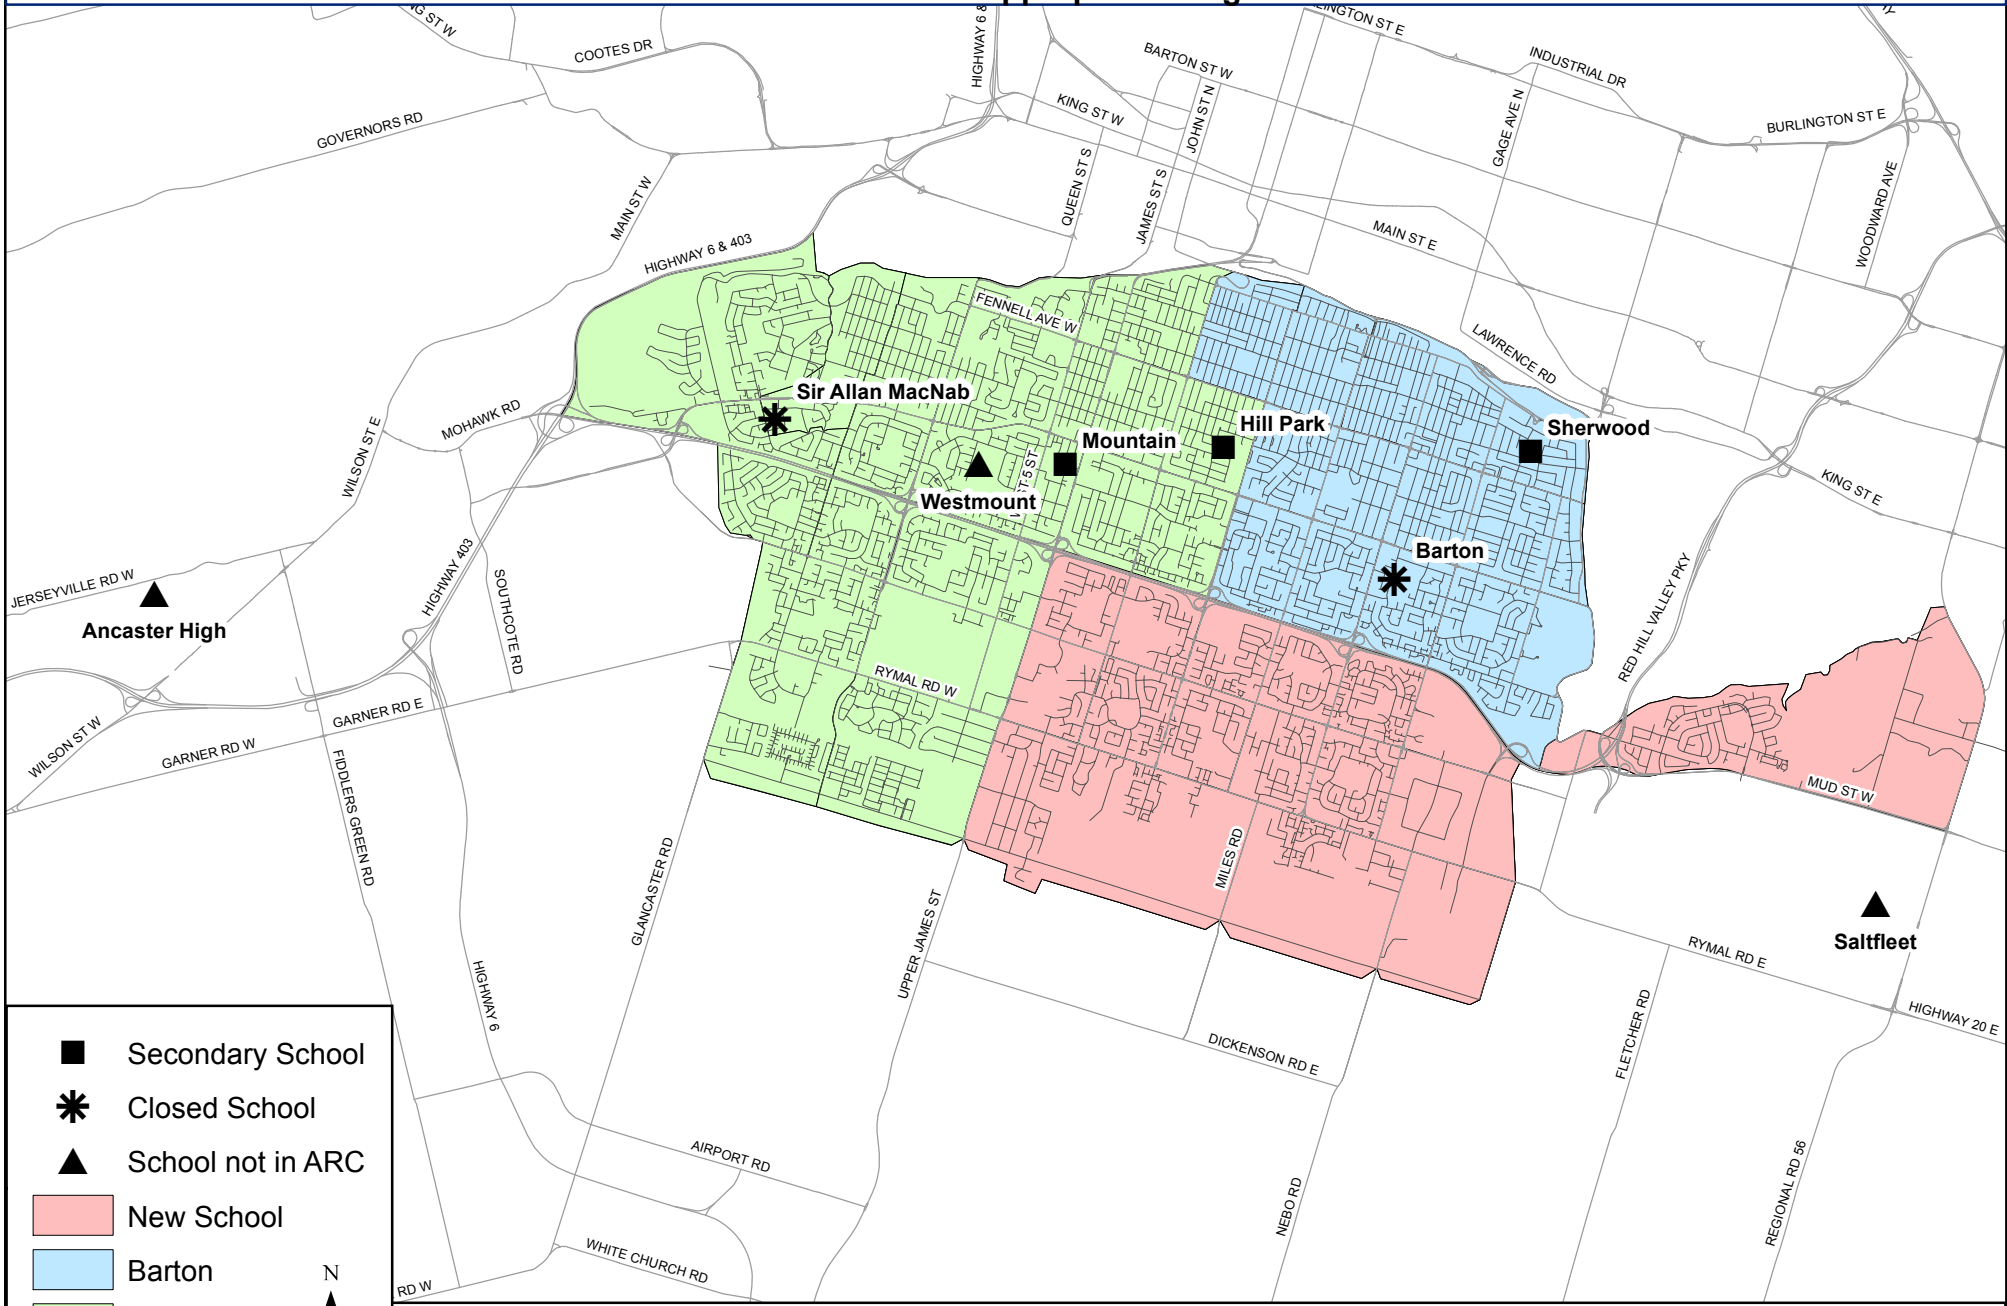 COOTES DR
HIGHWAY 6 &
BARTON ST W
INDUSTRIAL DR
KING ST W
JOHN ST N
GAGE AVE N
BURLINGTON ST E
GOVERNORS RD
MAIN ST W
QUEEN ST S
JAMES ST S
MAIN ST E
WOODWARD AVE
HIGHWAY 6 & 403
FENNELL AVE W
LAWRENCE RD
Sir Allan MacNab
MOHAWK RD
WILSON ST E
Mountain
Hill Park
Sherwood
KING ST E
Westmount
Barton
HIGHWAY 403
JERSEYVILLE RD W
Ancaster High
SOUTHCOTE RD
RED HILL VALLEY PKY
RYMAL RD W
GARNER RD E
WILSON ST W
GARNER RD W
FIDDLERS GREEN RD
MUD ST W
MILES RD
GLANCASTER RD
UPPER JAMES ST
Saltfleet
RYMAL RD E
HIGHWAY 6
HIGHWAY 20 E
FLETCHER RD
DICKENSON RD E
AIRPORT RD
NEBO RD
REGIONAL RD 56
WHITE CHURCH RD
RD W
Secondary School
Closed School
School not in ARC
New School
Barton
N